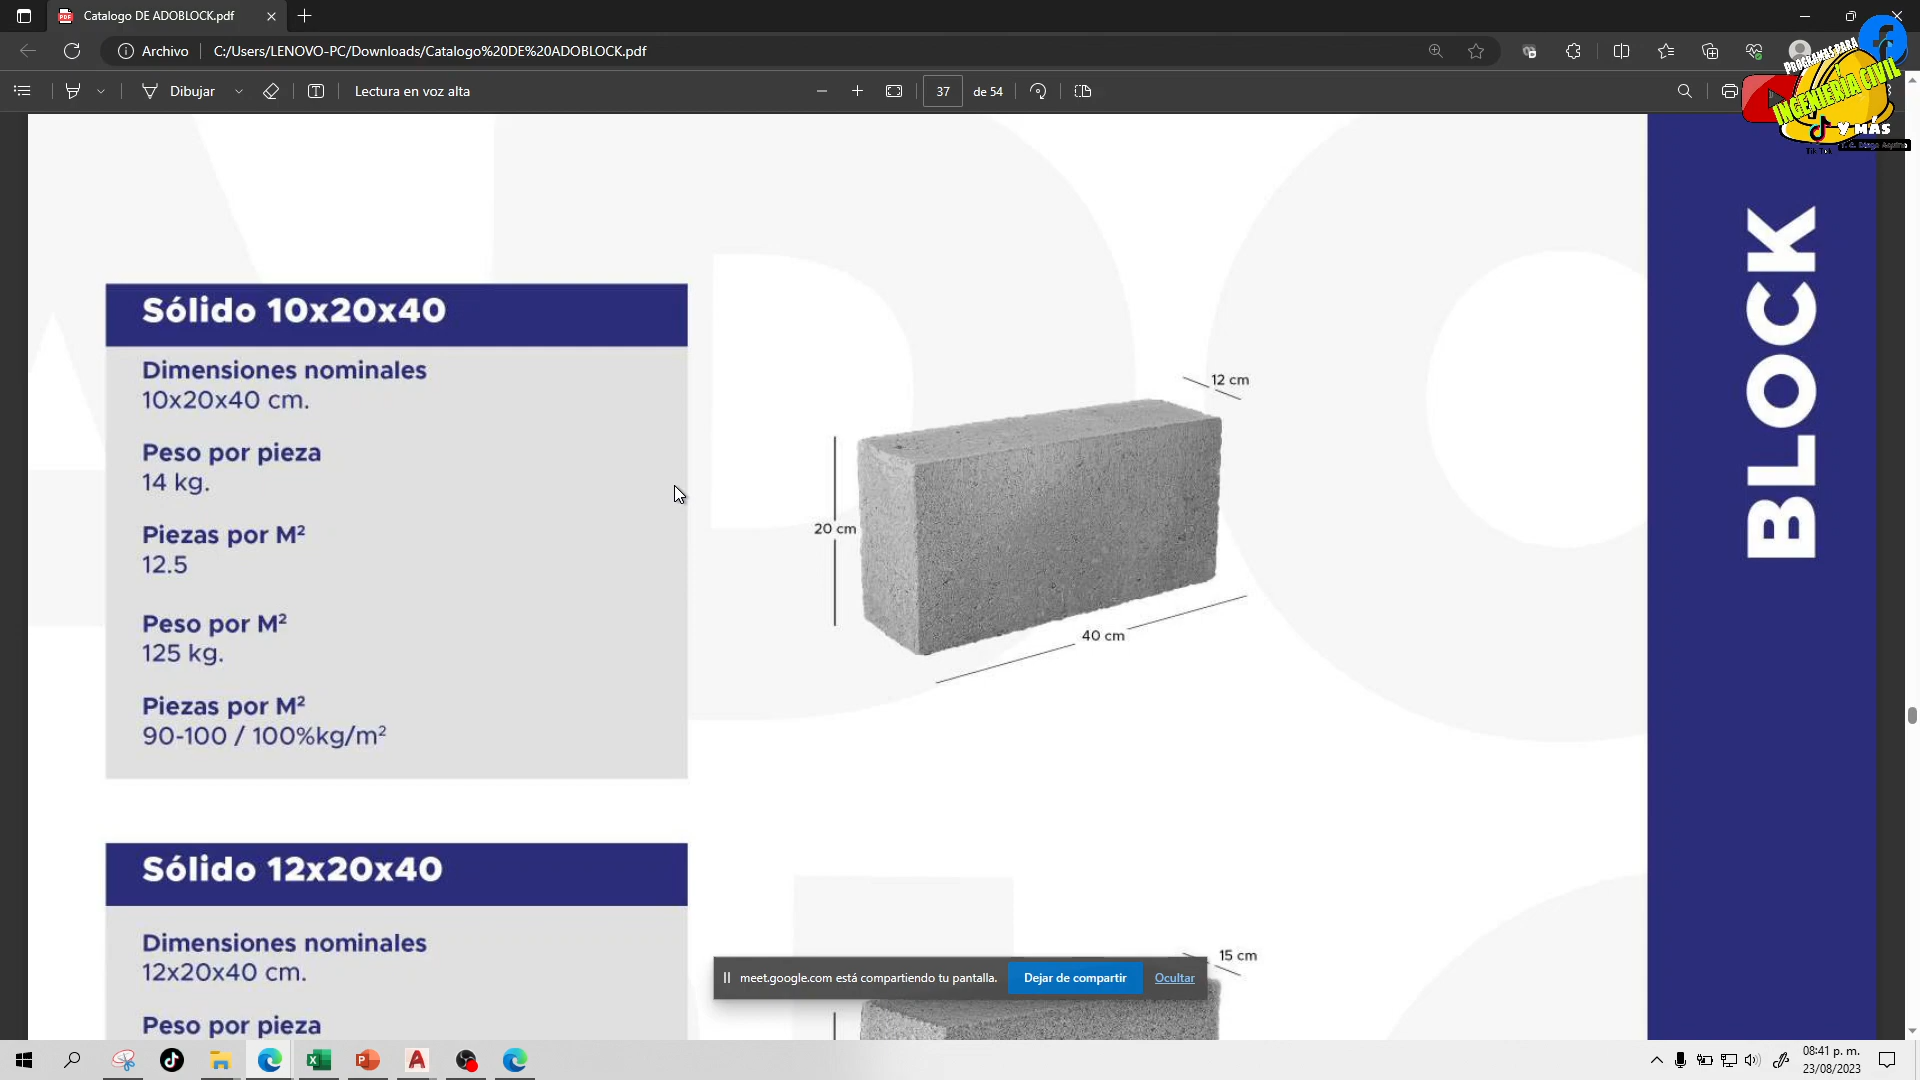 Catalogo DE ADOBLOCK.pdf
Archivo
C:/Users/LENOVO-PC/Downloads/Catalogo%20DE%20ADOBLOCK.pdf
Dibujar
Lectura en voz alta
37
de 54
PROGRAMAS PARA
INGENIERÍA CIVIL
Y MÁS
Sólido 10x20x40
Dimensiones nominales
10x20x40 cm.
Peso por pieza
14 kg.
Piezas por M²
12.5
Peso por M²
125 kg.
Piezas por M²
90-100 / 100%kg/m²
12 cm
20 cm
40 cm
BLOCK
Sólido 12x20x40
Dimensiones nominales
12x20x40 cm.
Peso por pieza
15 cm
meet.google.com está compartiendo tu pantalla.
Dejar de compartir
Ocultar
08:41 p. m.
23/08/2023